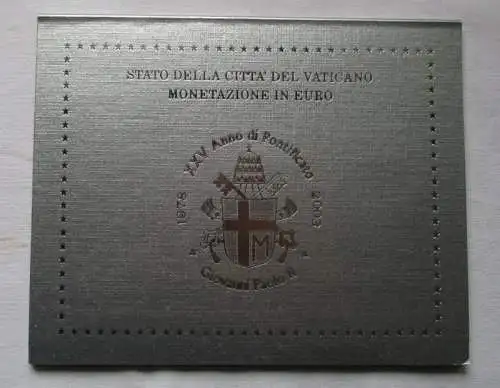 STATO DELLA CITTA' DEL VATICANO
MONETAZIONE IN EURO
1978 XXV Anno di Pontificato 2003
M
Giovanni Paolo II